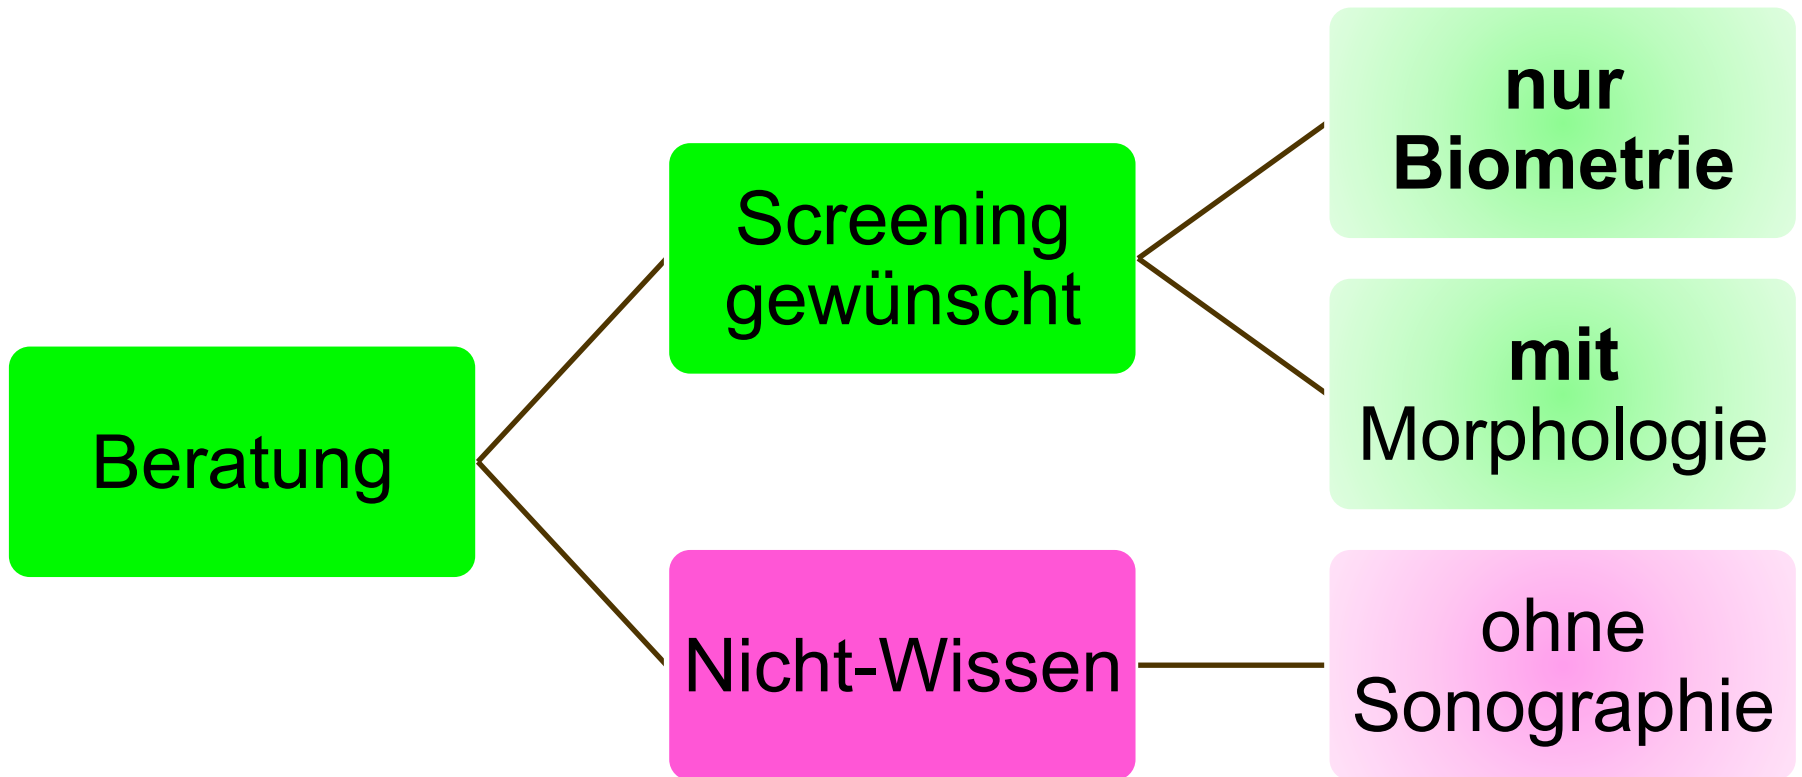 Beratung
Screening
gewünscht
nur
Biometrie
mit
Morphologie
Nicht-Wissen
ohne
Sonographie